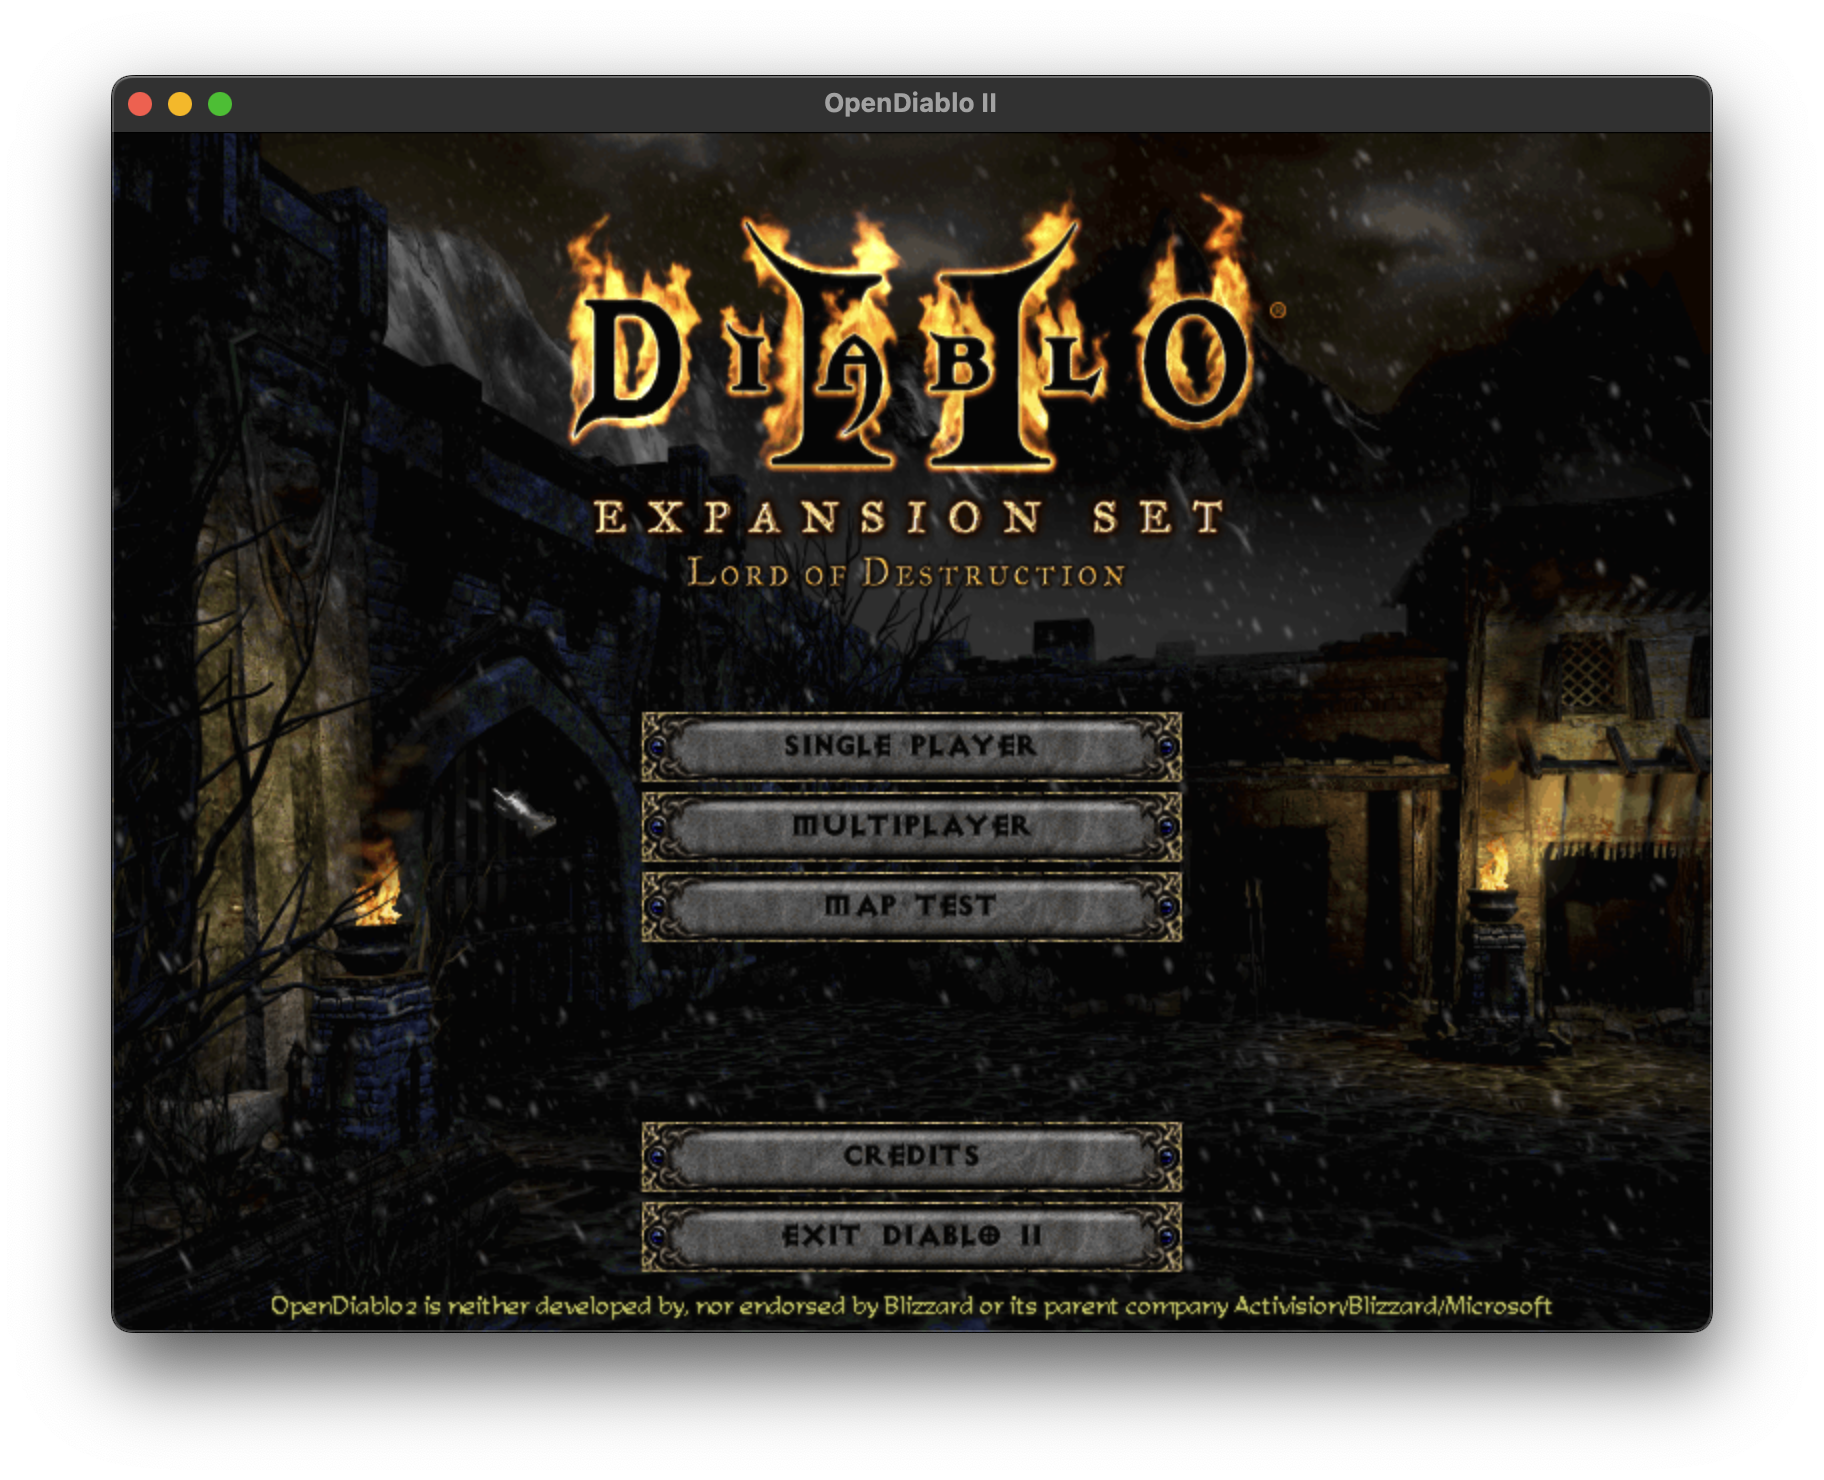 OpenDiablo II
DIABLO II ®
EXPANSION SET
LORD OF DESTRUCTION
SINGLE PLAYER
MULTIPLAYER
MAP TEST
CREDITS
EXIT DIABLO II
OpenDiablo2 is neither developed by, nor endorsed by Blizzard or its parent company Activision/Blizzard/Microsoft